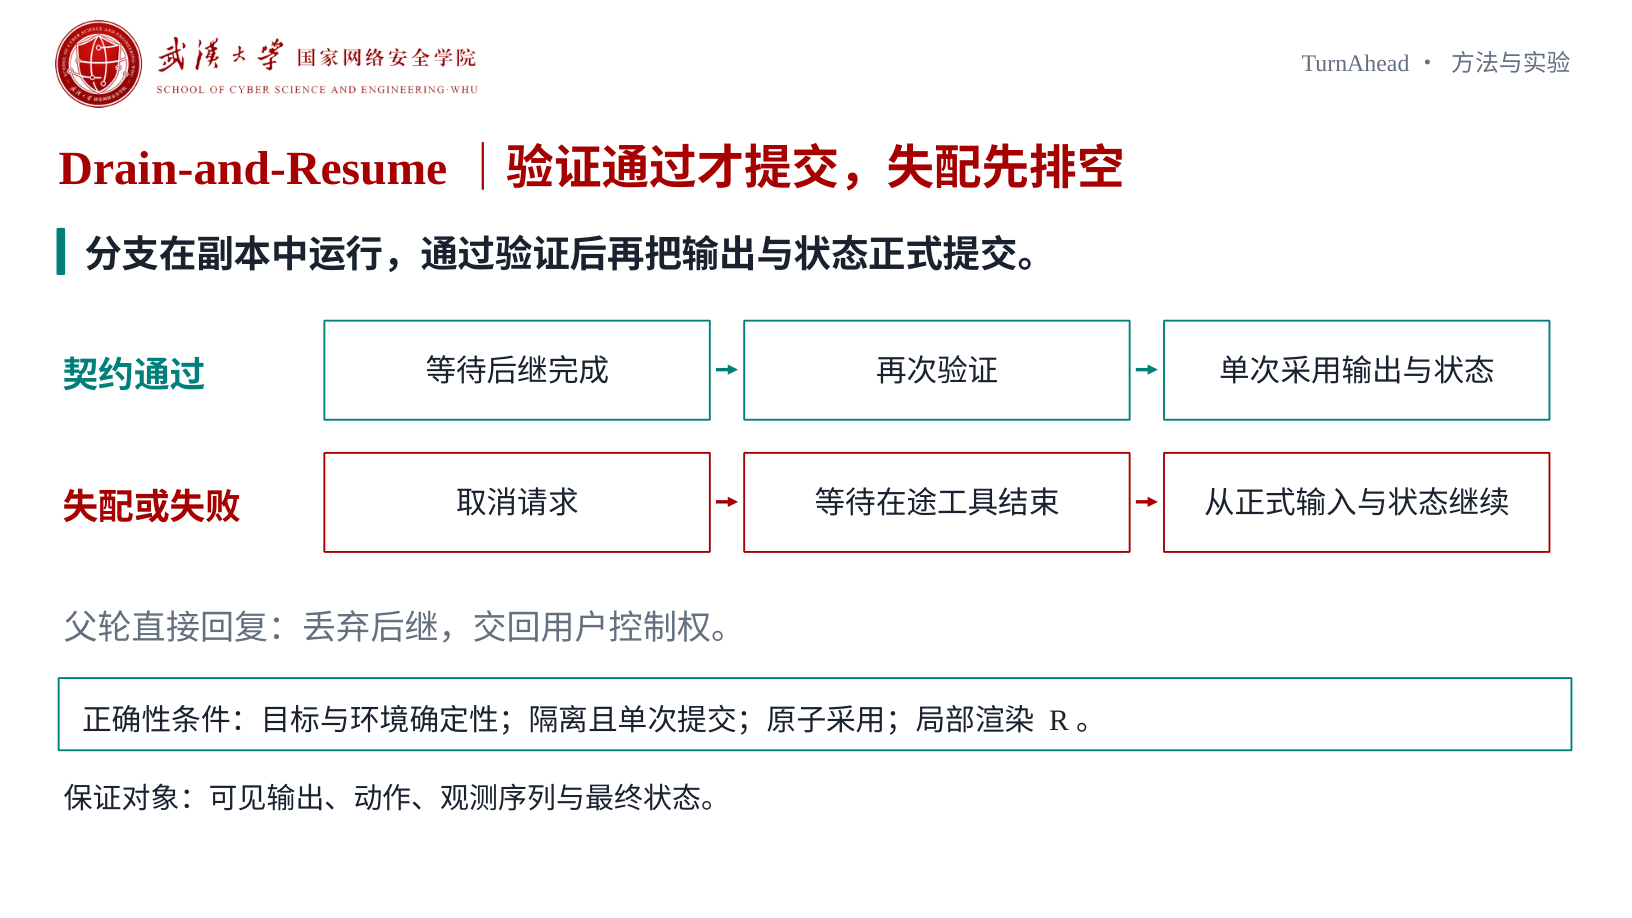 武漢大学 国家网络安全学院
SCHOOL OF CYBER SCIENCE AND ENGINEERING·WHU
TurnAhead · 方法与实验
Drain-and-Resume｜验证通过才提交，失配先排空
分支在副本中运行，通过验证后再把输出与状态正式提交。
契约通过
等待后继完成
再次验证
单次采用输出与状态
失配或失败
取消请求
等待在途工具结束
从正式输入与状态继续
父轮直接回复：丢弃后继，交回用户控制权。
正确性条件：目标与环境确定性；隔离且单次提交；原子采用；局部渲染 R 。
保证对象：可见输出、动作、观测序列与最终状态。